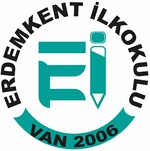 ERDEMKENT İLKOKULU
Eİ
VAN 2006